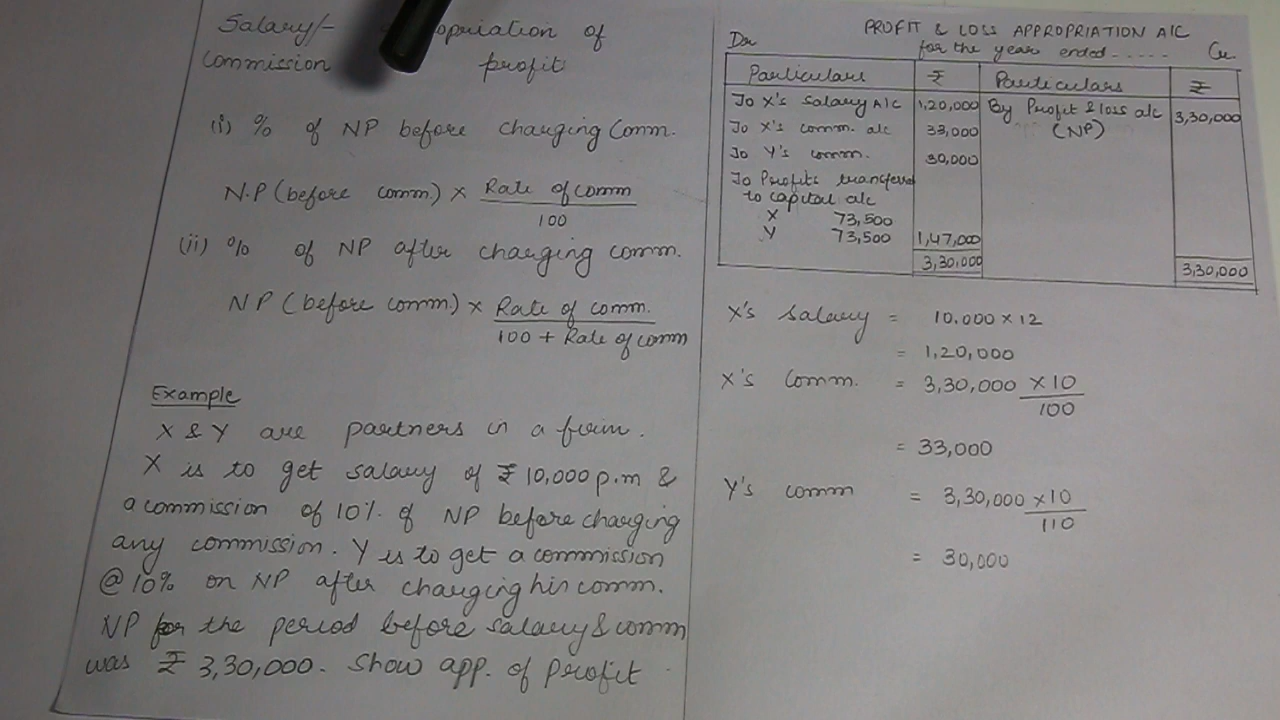 Salary/- opriation of
Commission profit
(i) % of NP before charging Comm.
N.P (before comm.) × Rate of comm
100
(ii) % of NP after charging comm.
NP (before comm.) × Rate of comm.
100 + Rate of comm
Example
X & Y are partners in a firm.
X is to get salary of ₹ 10,000 p.m &
a commission of 10% of NP before charging
any commission. Y is to get a commission
@ 10% on NP after charging his comm.
NP for the period before salary & comm
was ₹ 3,30,000. Show app. of profit
PROFIT & LOSS APPROPRIATION A/C
Dr for the year ended ..... Cr.
Particulars ₹ Particulars ₹
To X's Salary A/C 1,20,000 By Profit & loss a/c 3,30,000
To X's comm. a/c 33,000 (NP)
To Y's comm. 30,000
To Profits transferred
to capital a/c
X 73,500
Y 73,500 1,47,000
3,30,000 3,30,000
X's Salary = 10,000 × 12
= 1,20,000
X's Comm. = 3,30,000 × 10
100
= 33,000
Y's comm = 3,30,000 × 10
110
= 30,000